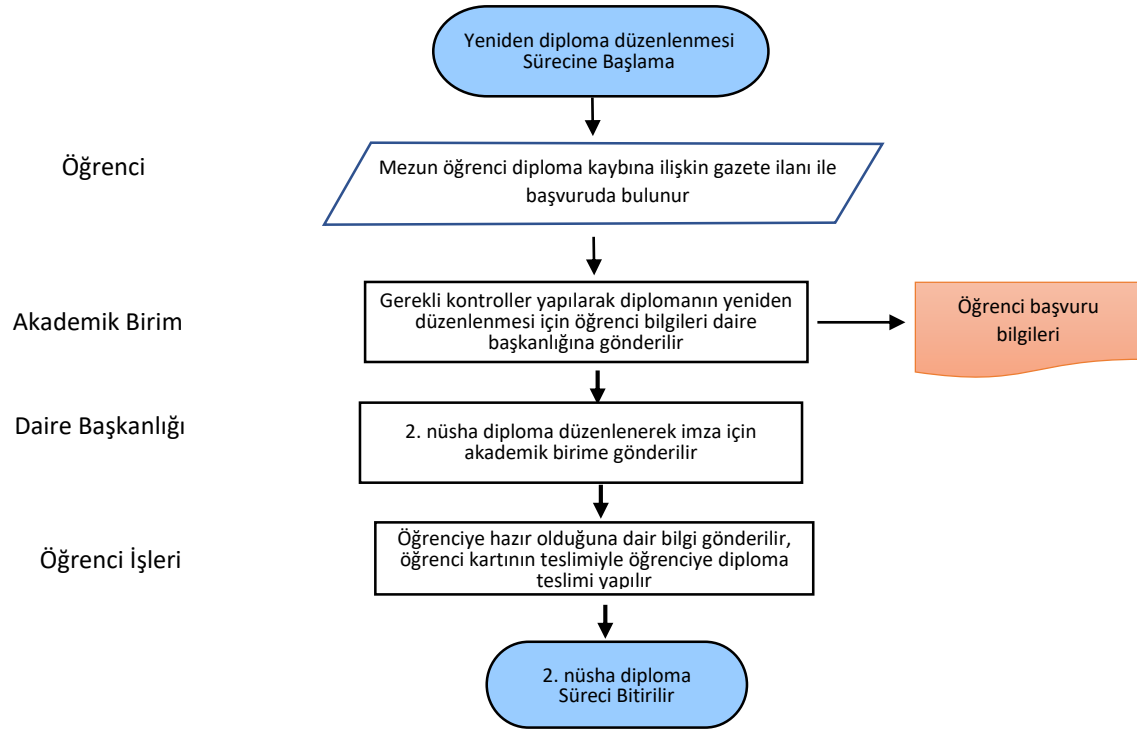 Yeniden diploma düzenlenmesi
Sürecine Başlama
Öğrenci
Mezun öğrenci diploma kaybına ilişkin gazete ilanı ile
başvuruda bulunur
Akademik Birim
Gerekli kontroller yapılarak diplomanın yeniden
düzenlenmesi için öğrenci bilgileri daire
başkanlığına gönderilir
Öğrenci başvuru
bilgileri
Daire Başkanlığı
2. nüsha diploma düzenlenerek imza için
akademik birime gönderilir
Öğrenci İşleri
Öğrenciye hazır olduğuna dair bilgi gönderilir,
öğrenci kartının teslimiyle öğrenciye diploma
teslimi yapılır
2. nüsha diploma
Süreci Bitirilir